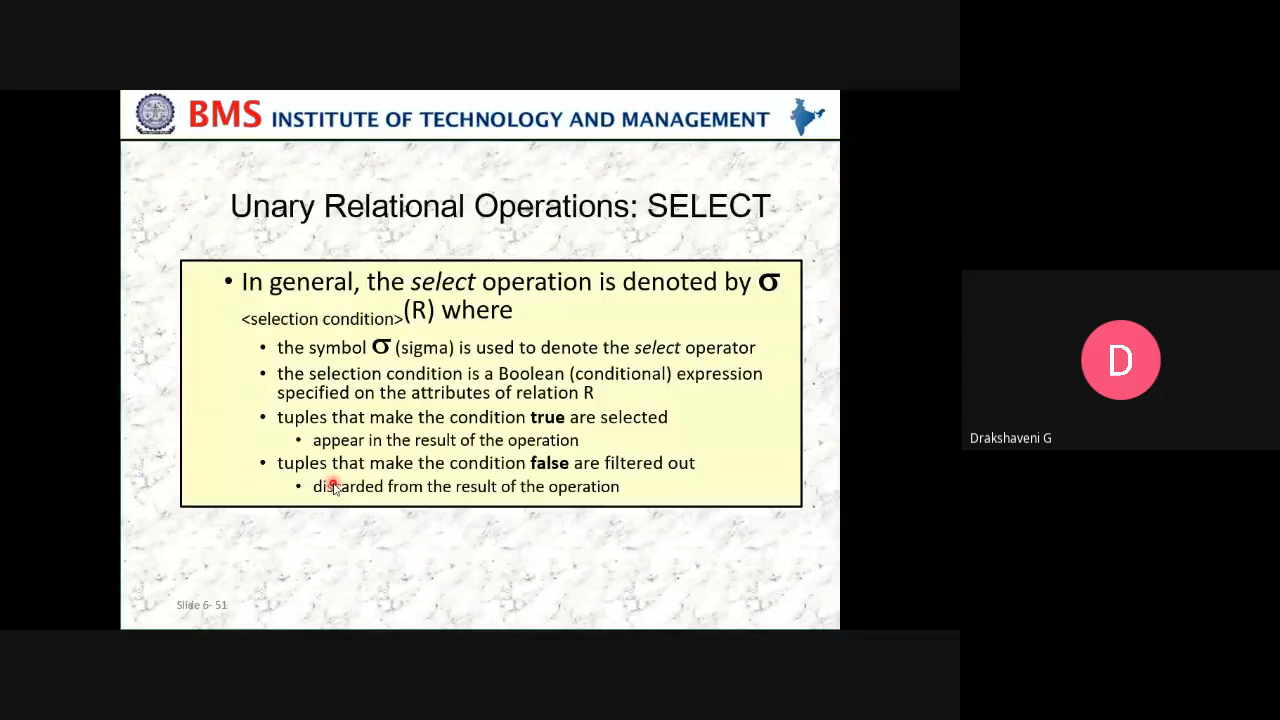 BMS INSTITUTE OF TECHNOLOGY AND MANAGEMENT
Unary Relational Operations: SELECT
• In general, the select operation is denoted by σ
<selection condition>(R) where
• the symbol σ (sigma) is used to denote the select operator
• the selection condition is a Boolean (conditional) expression
specified on the attributes of relation R
• tuples that make the condition true are selected
• appear in the result of the operation
• tuples that make the condition false are filtered out
• discarded from the result of the operation
Slide 6- 51
D
Drakshaveni G